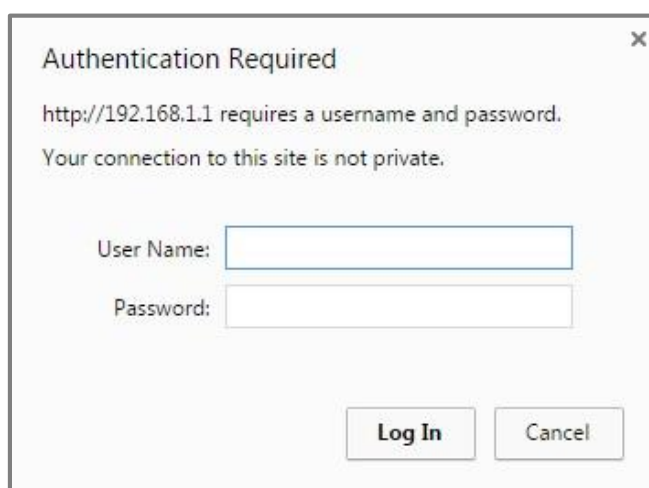 Authentication Required
http://192.168.1.1 requires a username and password.
Your connection to this site is not private.
User Name:
Password:
Log In
Cancel